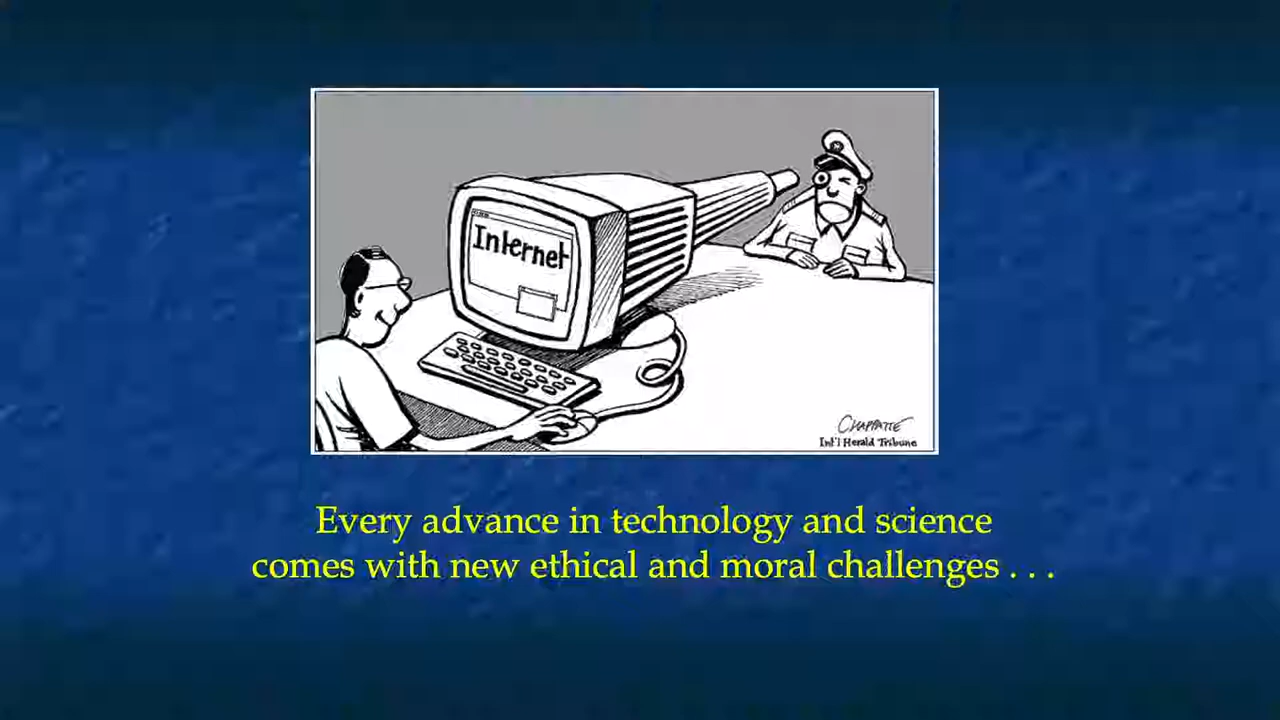 Internet
CHAPPATTE
Int'l Herald Tribune
Every advance in technology and science
comes with new ethical and moral challenges . . .